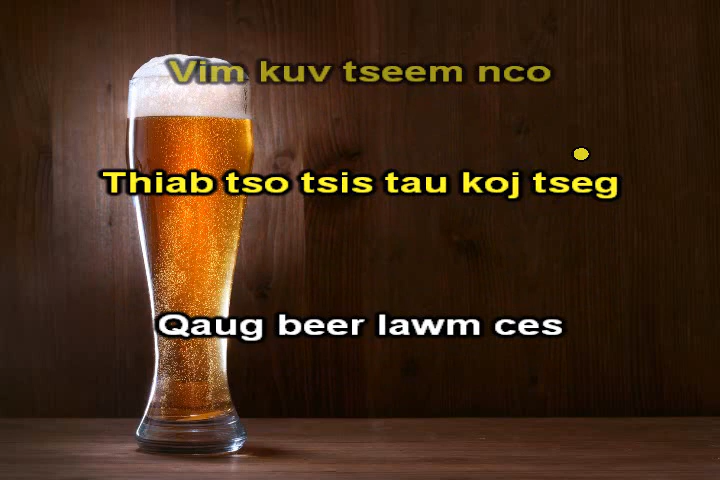 Vim kuv tseem nco
Thiab tso tsis tau koj tseg
Qaug beer lawm ces